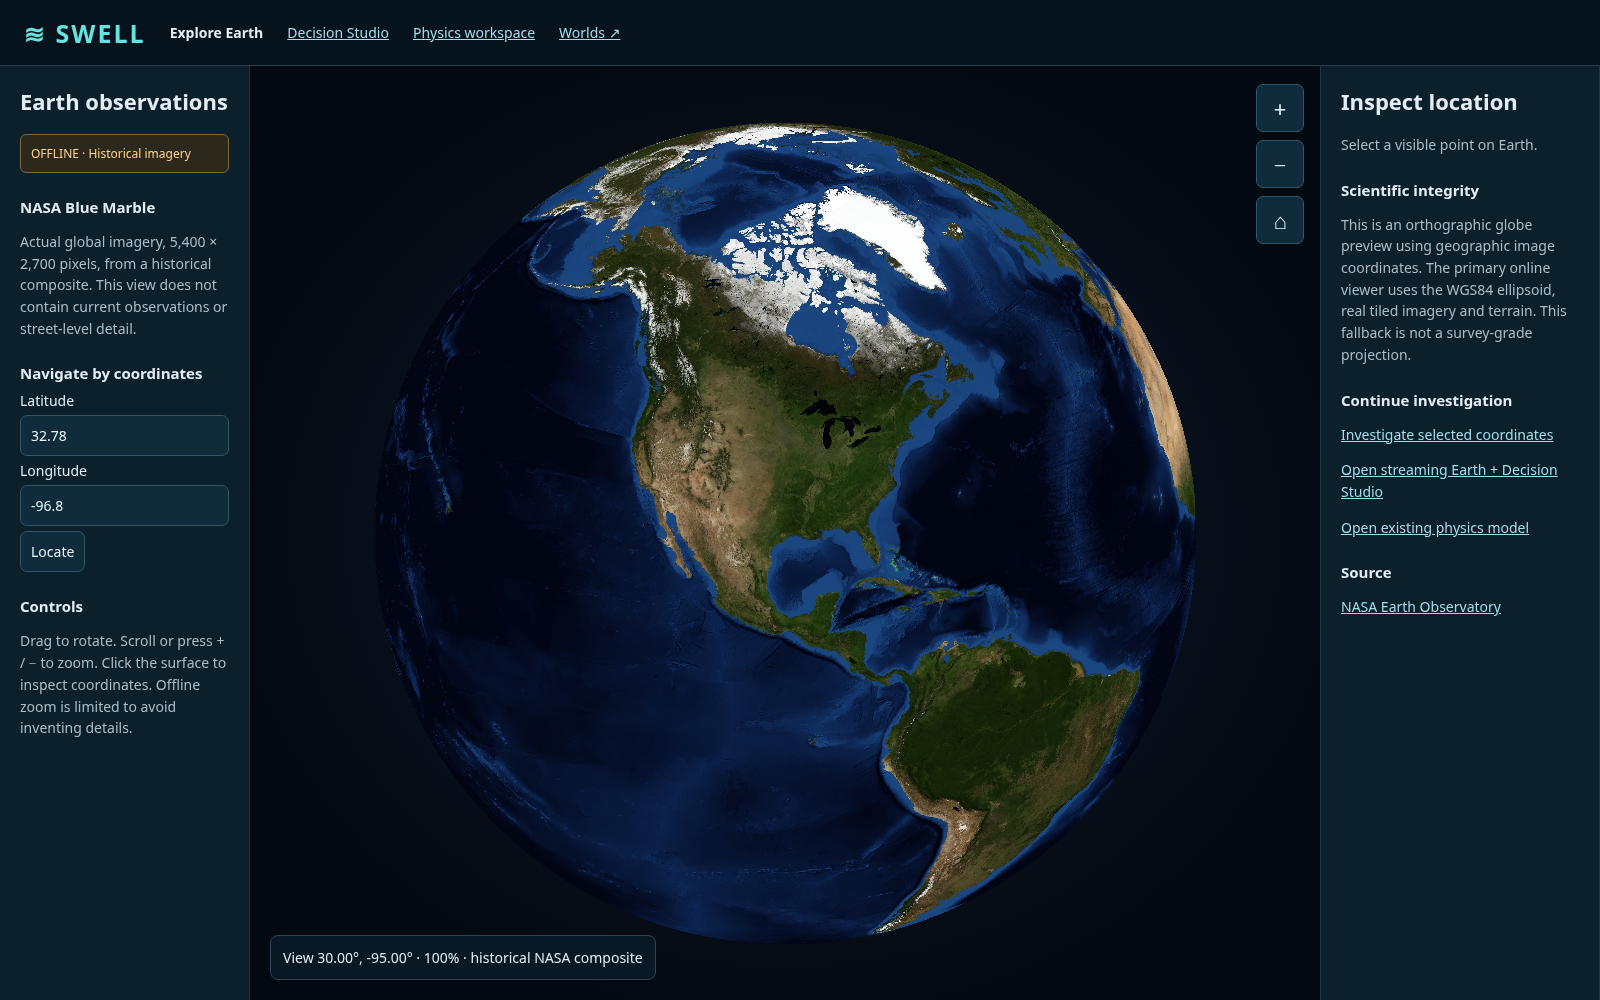 ≋ SWELL
Explore Earth
Decision Studio
Physics workspace
Worlds ↗
Earth observations
OFFLINE · Historical imagery
NASA Blue Marble
Actual global imagery, 5,400 ×
2,700 pixels, from a historical
composite. This view does not
contain current observations or
street-level detail.
Navigate by coordinates
Latitude
32.78
Longitude
-96.8
Locate
Controls
Drag to rotate. Scroll or press +
/ − to zoom. Click the surface to
inspect coordinates. Offline
zoom is limited to avoid
inventing details.
+
−
⌂
View 30.00°, -95.00° · 100% · historical NASA composite
Inspect location
Select a visible point on Earth.
Scientific integrity
This is an orthographic globe
preview using geographic image
coordinates. The primary online
viewer uses the WGS84 ellipsoid,
real tiled imagery and terrain. This
fallback is not a survey-grade
projection.
Continue investigation
Investigate selected coordinates
Open streaming Earth + Decision
Studio
Open existing physics model
Source
NASA Earth Observatory